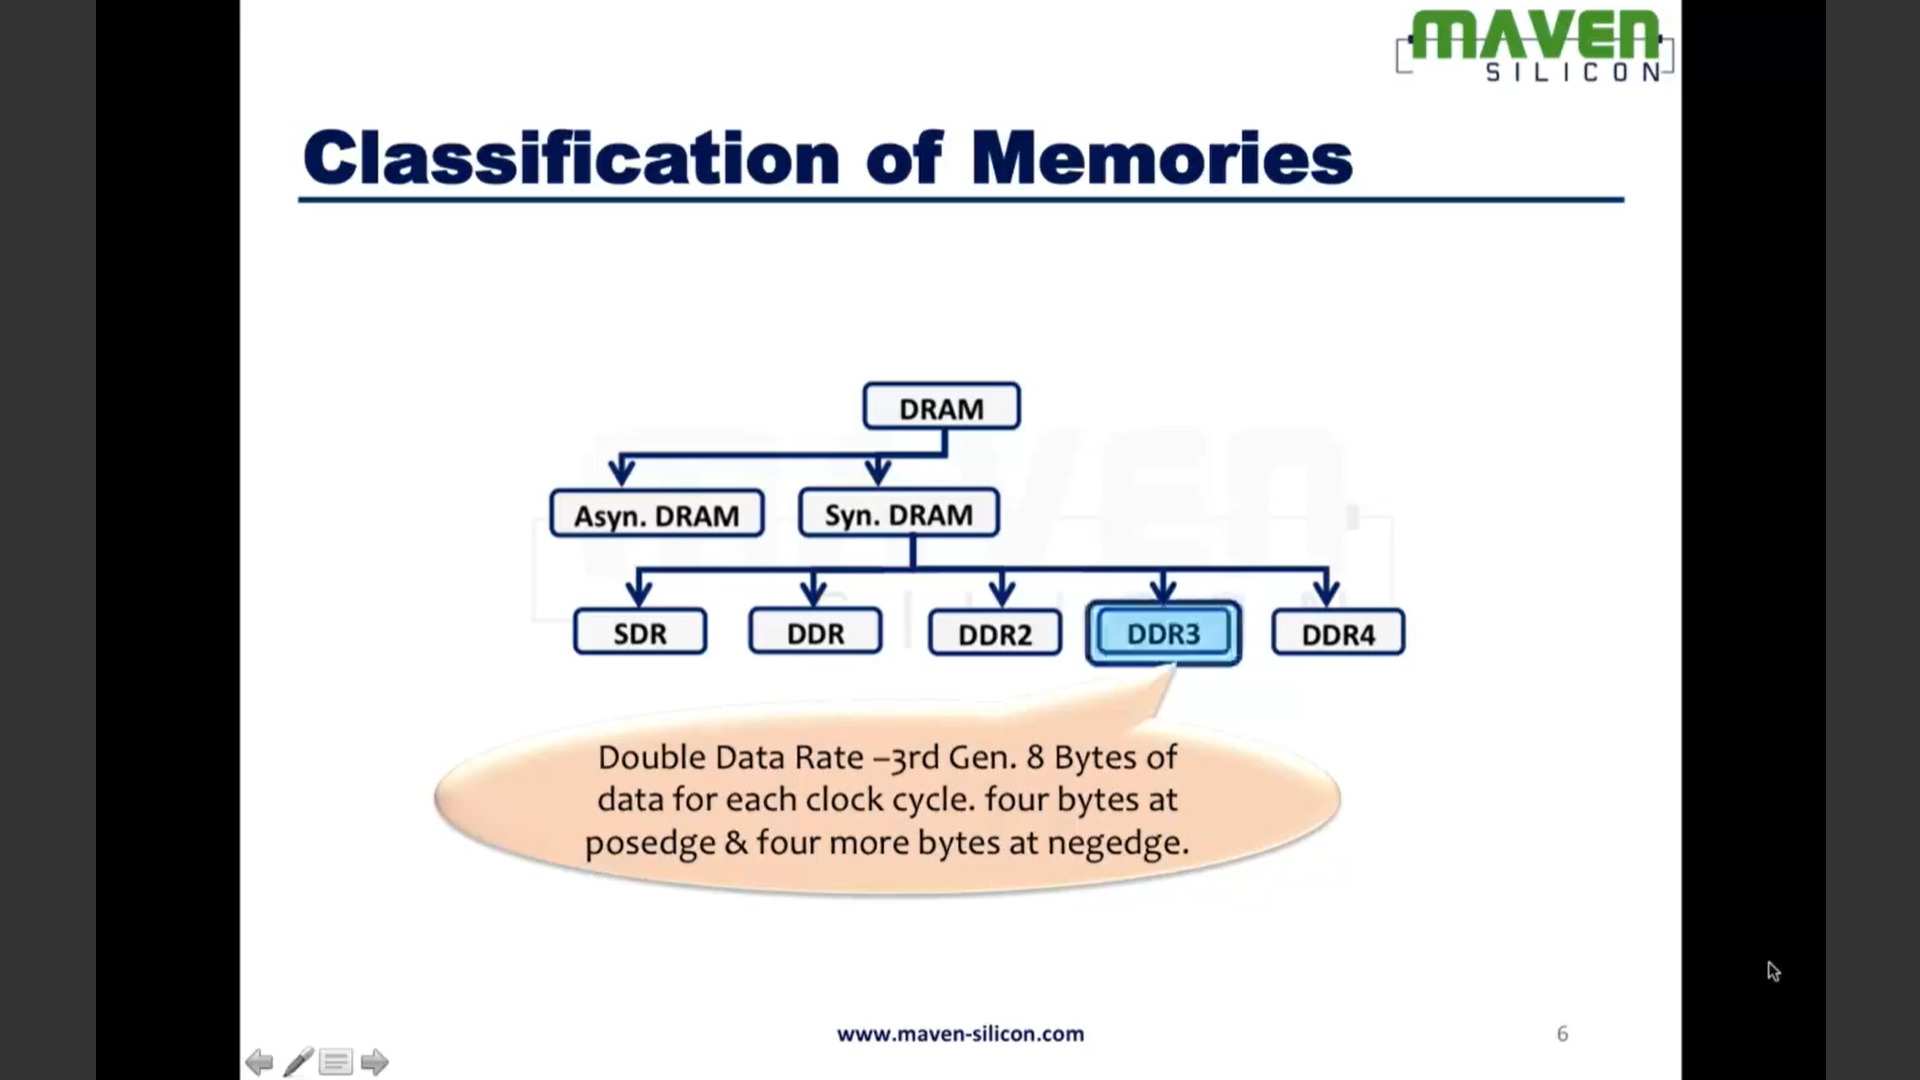 MAVEN
SILICON
Classification of Memories
DRAM
Asyn. DRAM
Syn. DRAM
SDR
DDR
DDR2
DDR3
DDR4
Double Data Rate –3rd Gen. 8 Bytes of
data for each clock cycle. four bytes at
posedge & four more bytes at negedge.
www.maven-silicon.com
6